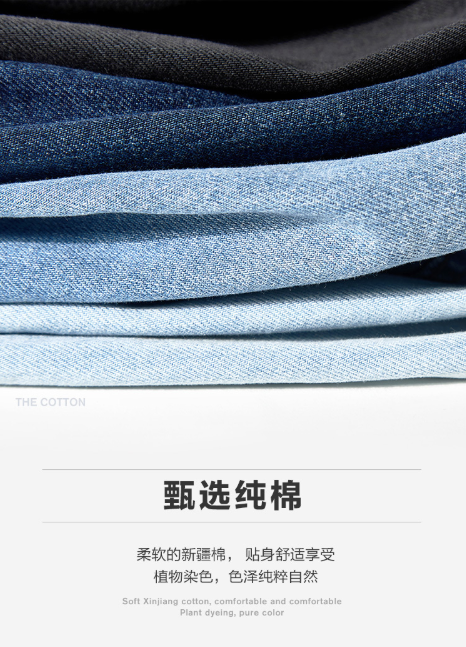 THE COTTON
甄选纯棉
柔软的新疆棉， 贴身舒适享受
植物染色，色泽纯粹自然
Soft Xinjiang cotton, comfortable and comfortable
Plant dyeing, pure color